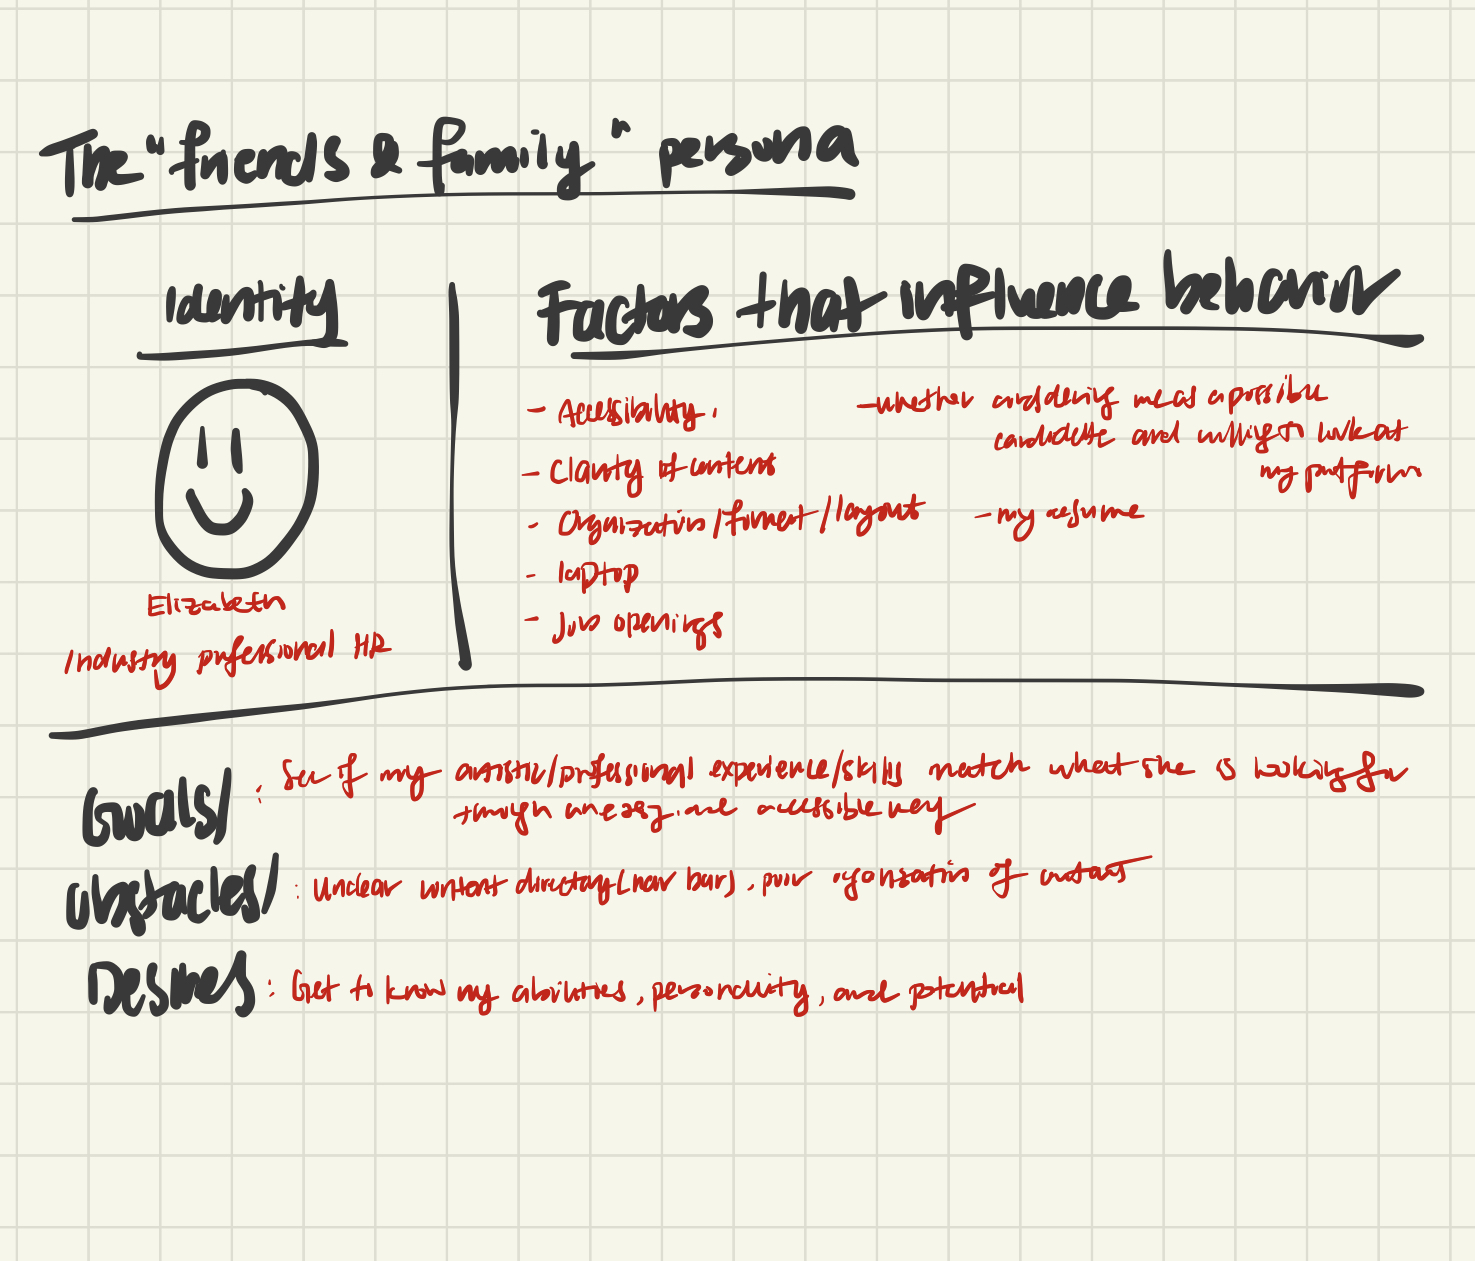 The "friends & family" persona
Identity
Elizabeth
Industry professional HR
Factors that influence behavior
- Accessibility.
- Clarity of content
- Organization/format/layout
- laptop
- Job openings
- whether considering me as a possible
candidate and willing to look at
my platform
- my resume
Goals/
: See if my artistic/professional experience/skills match what she is looking for
through an easy and accessible way
obstacles/
: Unclear content directory (nav bar), poor organization of content
Desires
: Get to know my abilities, personality, and potential